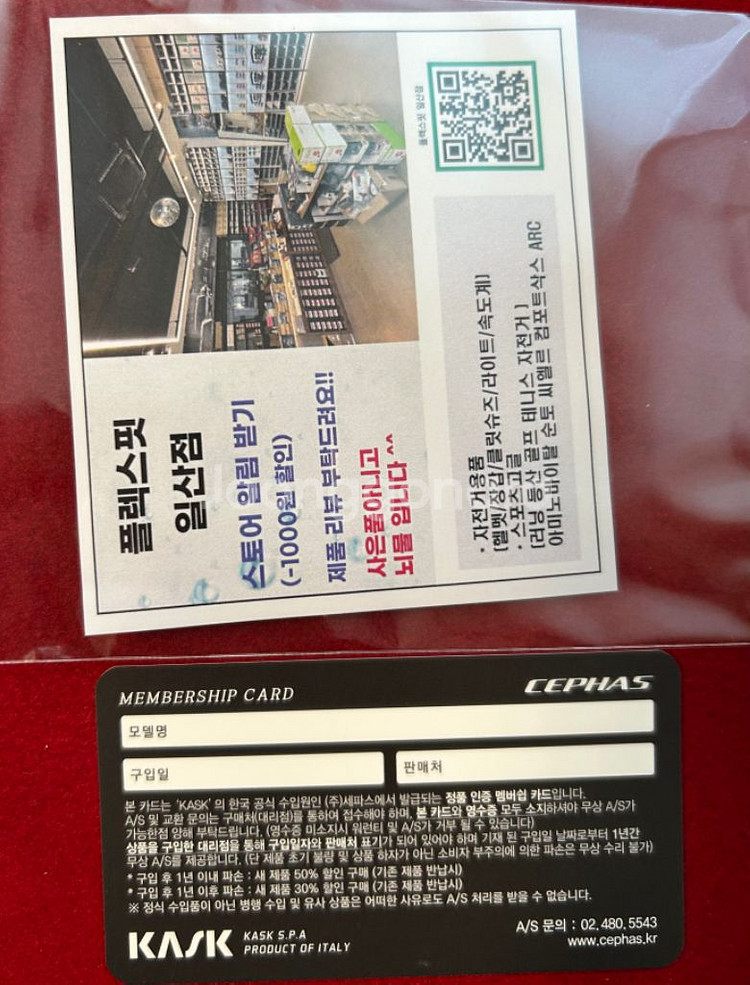 플렉스핏
일산점
스토어 알림 받기
(-1000원 할인)
제품 리뷰 부탁드려요!!
사은품아니고
뇌물 입니다^^
플렉스핏 일산점
· 자전거용품
(헬멧/장갑/클릿슈즈/라이트/속도계)
· 스포츠고글
(러닝 등산 골프 테니스 자전거)
아미노바이탈 순토 씨엘르 컴포트삭스 ARC
MEMBERSHIP CARD
CEPHAS
모델명
구입일
판매처
본 카드는 'KASK' 의 한국 공식 수입원인 (주)세파스에서 발급되는 정품 인증 멤버쉽 카드입니다.
A/S 및 교환 문의는 구매처(대리점)를 통하여 접수해야 하며, 본 카드와 영수증 모두 소지하셔야 무상 A/S가
가능한점 양해 부탁드립니다. (영수증 미소지시 워런티 및 A/S가 거부 될 수 있습니다)
상품을 구입한 대리점을 통해 구입일자와 판매처 표기가 되어 있어야 하며 기재 된 구입일 날짜로부터 1년간
무상 A/S를 제공합니다. (단 제품 초기 불량 및 상품 하자가 아닌 소비자 부주의에 의한 파손은 무상 수리 불가)
* 구입 후 1년 이내 파손 : 새 제품 50% 할인 구매 (기존 제품 반납시)
* 구입 후 1년 이후 파손 : 새 제품 30% 할인 구매 (기존 제품 반납시)
※ 정식 수입품이 아닌 병행 수입 및 유사 상품은 어떠한 사유로도 A/S 처리를 받을 수 없습니다.
KASK
KASK S.P.A
PRODUCT OF ITALY
A/S 문의 : 02.480.5543
www.cephas.kr